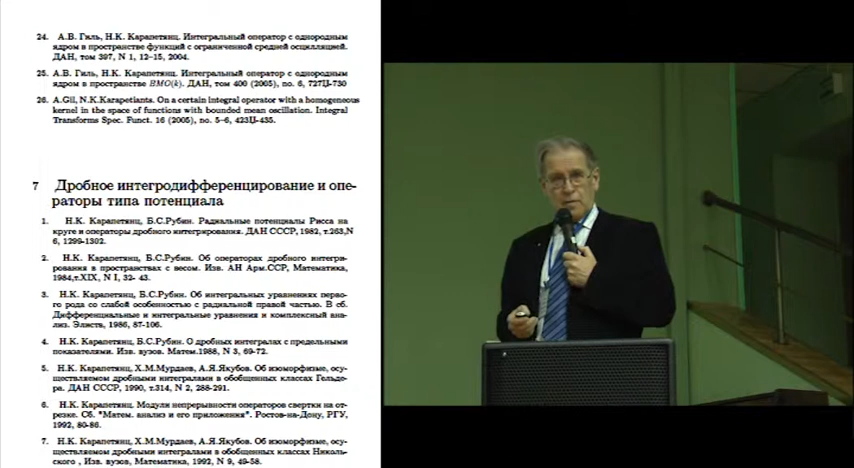 24. А.В. Гиль, Н.К. Карапетянц. Интегральный оператор с однородным
ядром в пространстве функций с ограниченной средней осцилляцией.
ДАН, том 397, N 1, 12–15, 2004.
25. А.В. Гиль, Н.К. Карапетянц. Интегральный оператор с однородным
ядром в пространстве BMO(k). ДАН, том 400 (2005), no. 6, 727Ц-730
26. A.Gil, N.K.Karapetiants. On a certain integral operator with a homogeneous
kernel in the space of functions with bounded mean oscillation. Integral
Transforms Spec. Funct. 16 (2005), no. 5–6, 423Ц-435.
7 Дробное интегродифференцирование и опе-
раторы типа потенциала
1. Н.К. Карапетянц, Б.С.Рубин. Радиальные потенциалы Рисса на
круге и операторы дробного интегрирования. ДАН СССР, 1982, т.263,N
6, 1299-1302.
2. Н.К. Карапетянц, Б.С.Рубин. Об операторах дробного интегри-
рования в пространствах с весом. Изв. АН Арм.ССР, Математика,
1984,т.XIX, N I, 32- 43.
3. Н.К. Карапетянц, Б.С.Рубин. Об интегральных уравнениях перво-
го рода со слабой особенностью с радиальной правой частью. В сб.
Дифференциальные и интегральные уравнения и комплексный ана-
лиз. Элиста, 1986, 87-106.
4. Н.К. Карапетянц, Б.С.Рубин. О дробных интегралах с предельными
показателями. Изв. вузов. Матем.1988, N 3, 69-72.
5. Н.К. Карапетянц, Х.М.Мурдаев, А.Я.Якубов. Об изоморфизме, осу-
ществляемом дробными интегралами в обобщенных классах Гельде-
ра. ДАН СССР, 1990, т.314, N 2, 288-291.
6. Н.К. Карапетянц. Модули непрерывности операторов свертки на от-
резке. Сб. "Матем. анализ и его приложения". Ростов-на-Дону, РГУ,
1992, 80-86.
7. Н.К. Карапетянц, Х.М.Мурдаев, А.Я.Якубов. Об изоморфизме, осу-
ществляемом дробными интегралами в обобщенных классах Николь-
ского , Изв. вузов, Математика, 1992, N 9, 49-58.